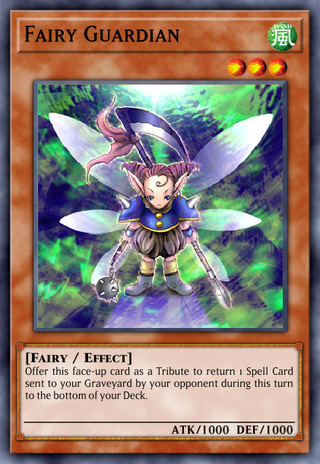 Fairy Guardian
WIND
風
[Fairy / Effect]
Offer this face-up card as a Tribute to return 1 Spell Card
sent to your Graveyard by your opponent during this turn
to the bottom of your Deck.
ATK/1000 DEF/1000